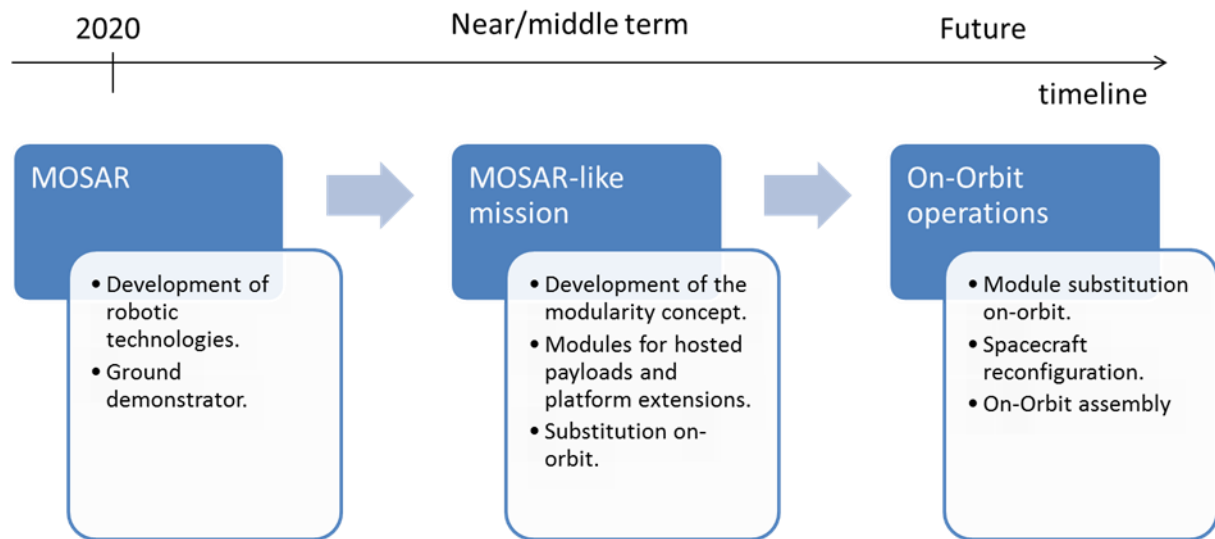 2020
Near/middle term
Future
timeline
MOSAR
• Development of
robotic
technologies.
• Ground
demonstrator.
MOSAR-like
mission
• Development of the
modularity concept.
• Modules for hosted
payloads and
platform extensions.
• Substitution on-
orbit.
On-Orbit
operations
• Module substitution
on-orbit.
• Spacecraft
reconfiguration.
• On-Orbit assembly